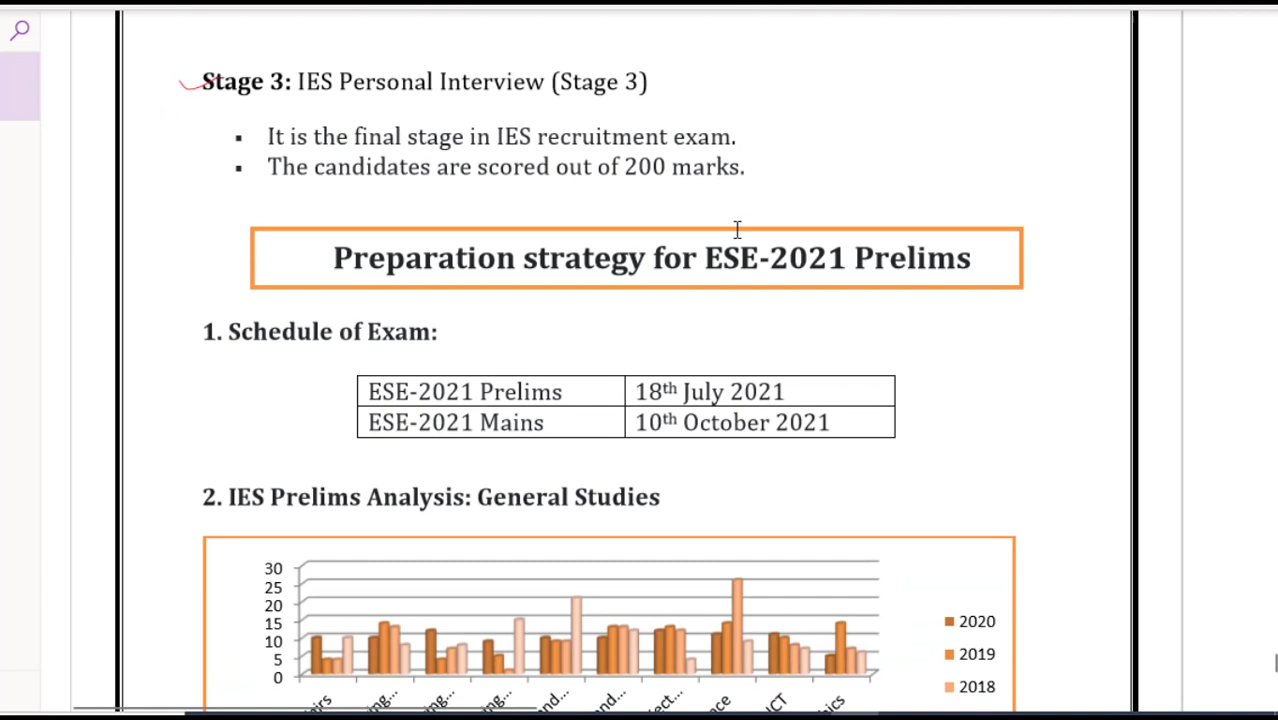 Stage 3: IES Personal Interview (Stage 3)
▪ It is the final stage in IES recruitment exam.
▪ The candidates are scored out of 200 marks.
Preparation strategy for ESE-2021 Prelims
1. Schedule of Exam:
ESE-2021 Prelims 18th July 2021
ESE-2021 Mains 10th October 2021
2. IES Prelims Analysis: General Studies
30
25
20
15
10
5
0
2020
2019
2018
ICT